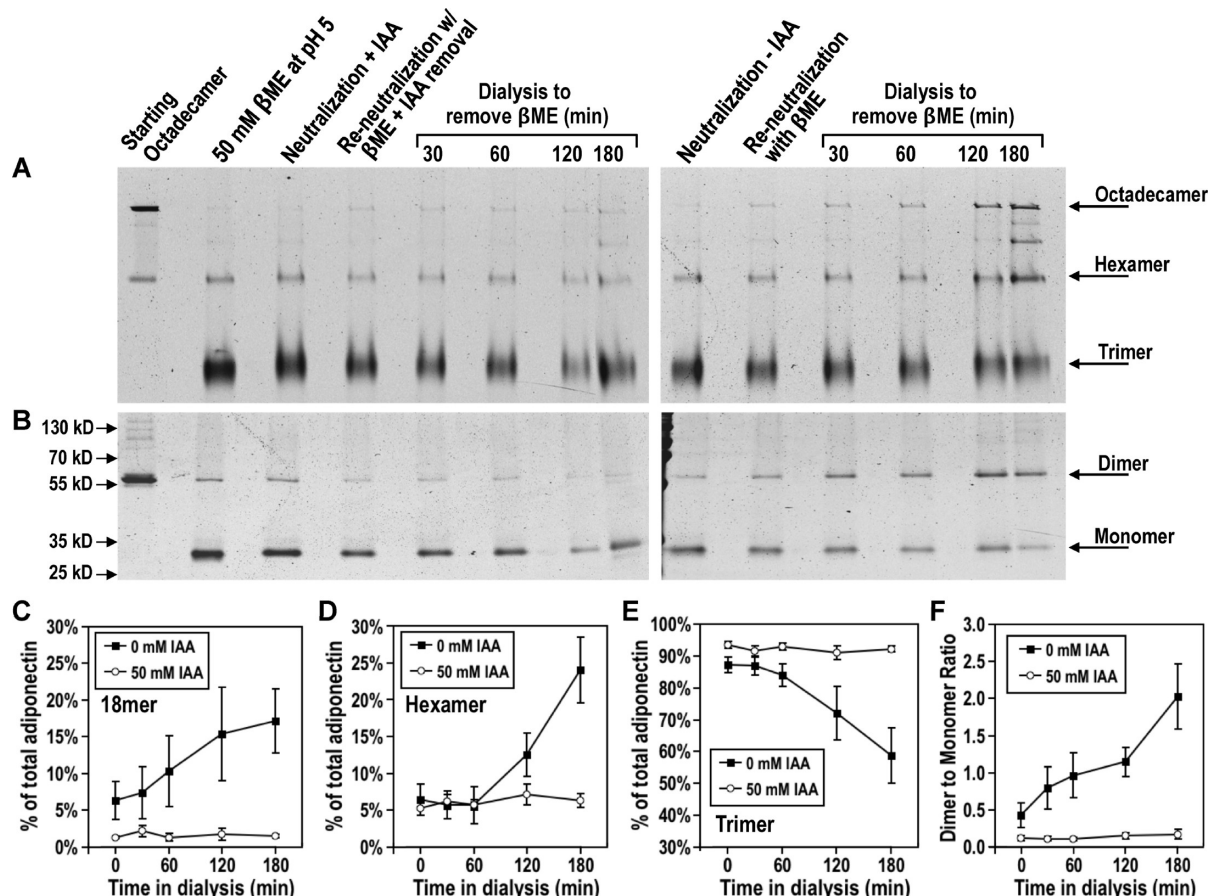 A
Starting
Octadecamer
50 mM βME at pH 5
Neutralization + IAA
Re-neutralization w/
βME + IAA removal
Dialysis to
remove βME (min)
30 60 120 180
Neutralization - IAA
Re-neutralization
with βME
Dialysis to
remove βME (min)
30 60 120 180
Octadecamer
Hexamer
Trimer
B
130 kD
70 kD
55 kD
35 kD
25 kD
Dimer
Monomer
C
30%
25%
20%
15%
10%
5%
0%
% of total adiponectin
0 mM IAA
50 mM IAA
18mer
0 60 120 180
Time in dialysis (min)
D
30%
25%
20%
15%
10%
5%
0%
% of total adiponectin
0 mM IAA
50 mM IAA
Hexamer
0 60 120 180
Time in dialysis (min)
E
100%
90%
80%
70%
60%
50%
40%
30%
% of total adiponectin
0 mM IAA
50 mM IAA
Trimer
0 60 120 180
Time in dialysis (min)
F
3.0
2.5
2.0
1.5
1.0
0.5
0.0
Dimer to Monomer Ratio
0 mM IAA
50 mM IAA
0 60 120 180
Time in dialysis (min)